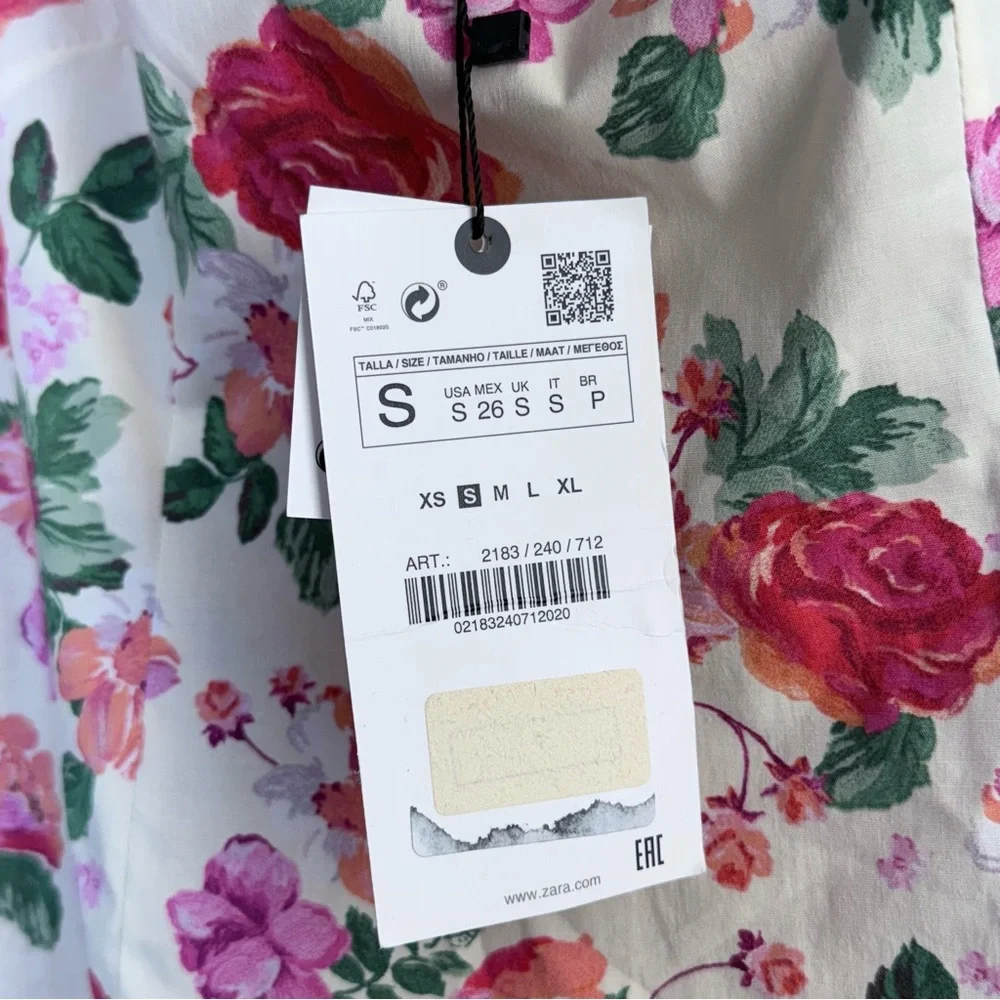 FSC
MIX
FSC™ C018020
®
TALLA / SIZE / TAMANHO / TAILLE / MAAT / ΜΕΓΕΘΟΣ
S
USA MEX UK IT BR
S 26 S S P
XS S M L XL
ART.: 2183 / 240 / 712
02183240712020
EAC
www.zara.com